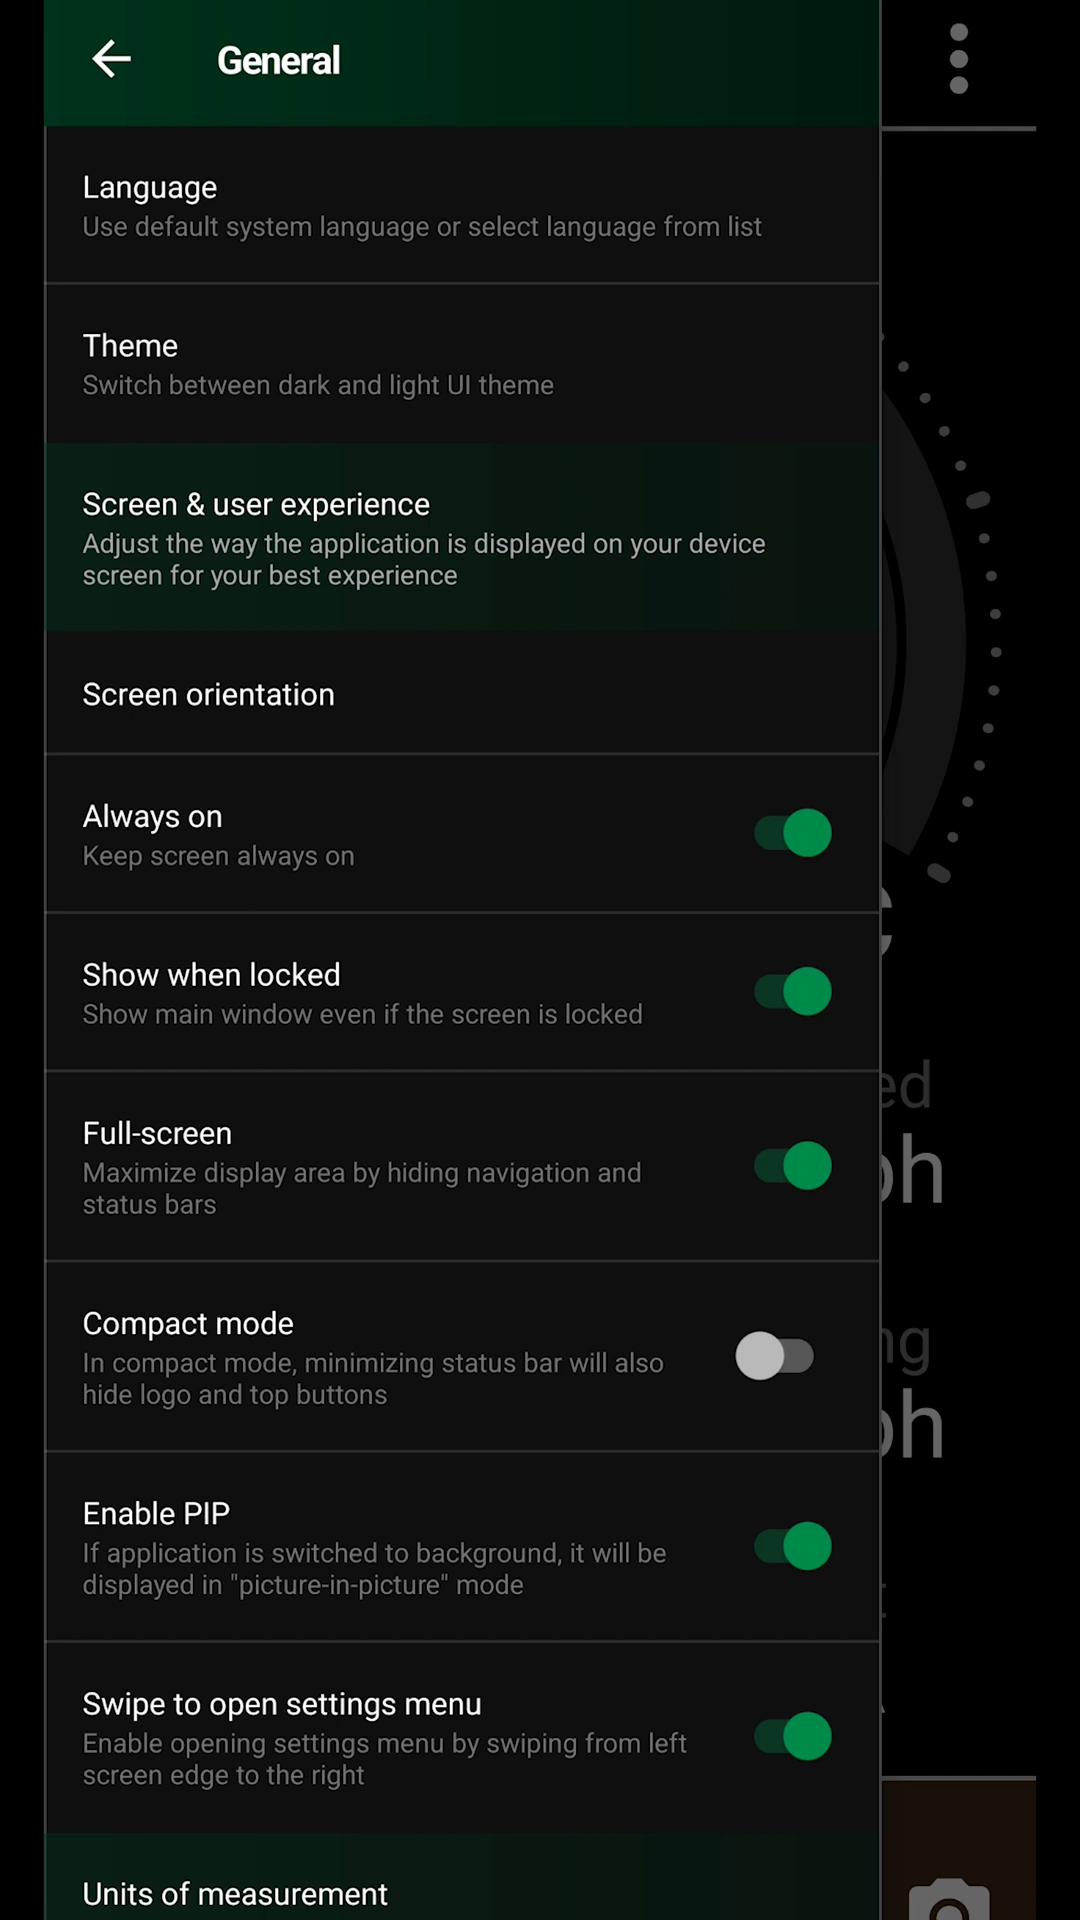 General
Language
Use default system language or select language from list
Theme
Switch between dark and light UI theme
Screen & user experience
Adjust the way the application is displayed on your device
screen for your best experience
Screen orientation
Always on
Keep screen always on
Show when locked
Show main window even if the screen is locked
ed
ph
Full-screen
Maximize display area by hiding navigation and
status bars
Compact mode
In compact mode, minimizing status bar will also
hide logo and top buttons
ng
ph
Enable PIP
If application is switched to background, it will be
displayed in "picture-in-picture" mode
Swipe to open settings menu
Enable opening settings menu by swiping from left
screen edge to the right
Units of measurement